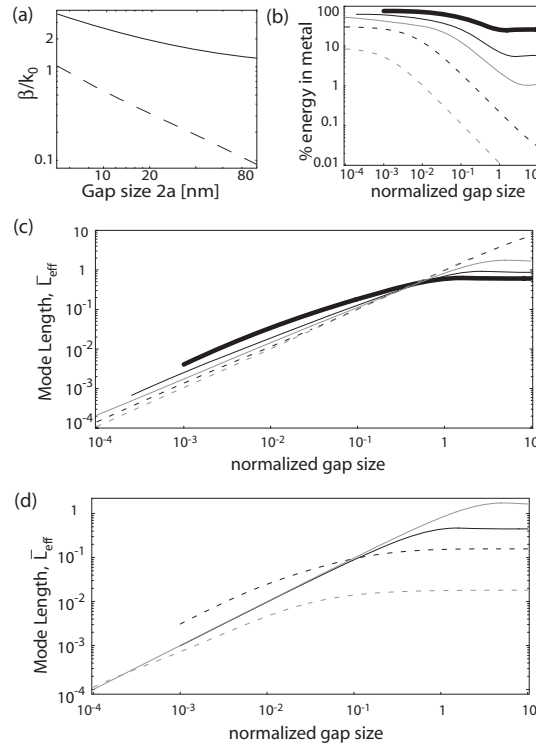 (a)
2
1
β/k₀
0.1
10 20 80
Gap size 2a [nm]
(b)
100
10
1
0.1
0.01
% energy in metal
10⁻⁴ 10⁻³ 10⁻² 10⁻¹ 1 10
normalized gap size
(c)
10
1
10⁻¹
10⁻²
10⁻³
10⁻⁴
Mode Length, L̄eff
10⁻⁴ 10⁻³ 10⁻² 10⁻¹ 1 10
normalized gap size
(d)
1
10⁻¹
10⁻²
10⁻³
10⁻⁴
Mode Length, L̄eff
10⁻⁴ 10⁻³ 10⁻² 10⁻¹ 1 10
normalized gap size